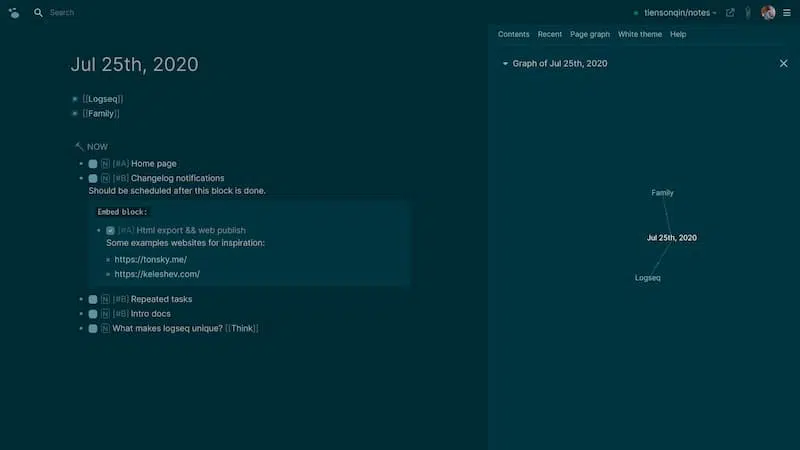 Search
tiensonqin/notes
Contents Recent Page graph White theme Help
Jul 25th, 2020
[[Logseq]]
[[Family]]
NOW
N [#A] Home page
N [#B] Changelog notifications
Should be scheduled after this block is done.
Embed block:
[#A] Html export && web publish
Some examples websites for inspiration:
https://tonsky.me/
https://keleshev.com/
N [#B] Repeated tasks
N [#B] Intro docs
N What makes logseq unique? [[Think]]
Graph of Jul 25th, 2020
Family
Jul 25th, 2020
Logseq